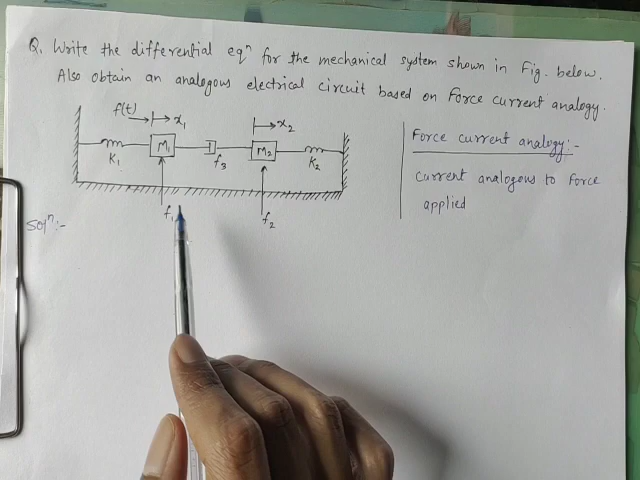 Q. Write the differential eqⁿ for the mechanical system shown in Fig. below.
Also obtain an analogous electrical circuit based on Force current analogy.
f(t) x₁ x₂
K₁ M₁ f₃ M₂ K₂
f₁ f₂
Solⁿ:-
Force current analogy:-
current analogous to force
applied